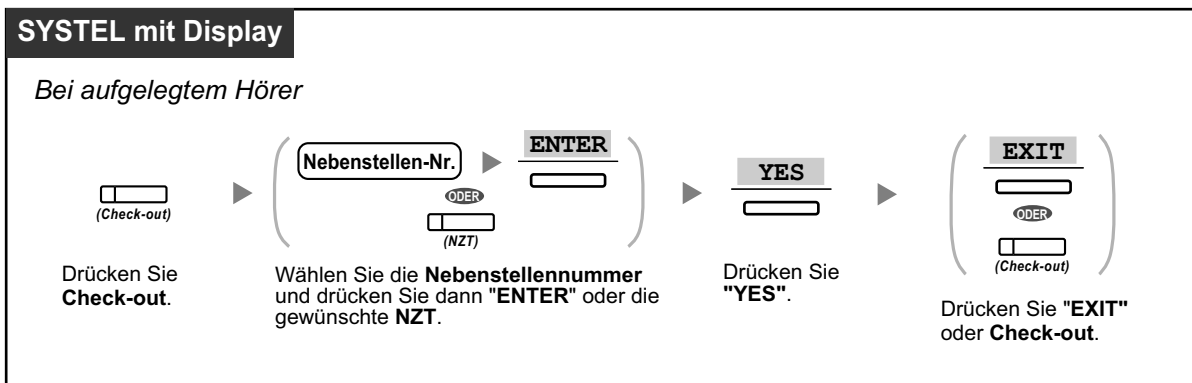 SYSTEL mit Display
Bei aufgelegtem Hörer
(Check-out)
Drücken Sie
Check-out.
Nebenstellen-Nr.
ENTER
ODER
(NZT)
Wählen Sie die Nebenstellennummer
und drücken Sie dann "ENTER" oder die
gewünschte NZT.
YES
Drücken Sie
"YES".
EXIT
ODER
(Check-out)
Drücken Sie "EXIT"
oder Check-out.